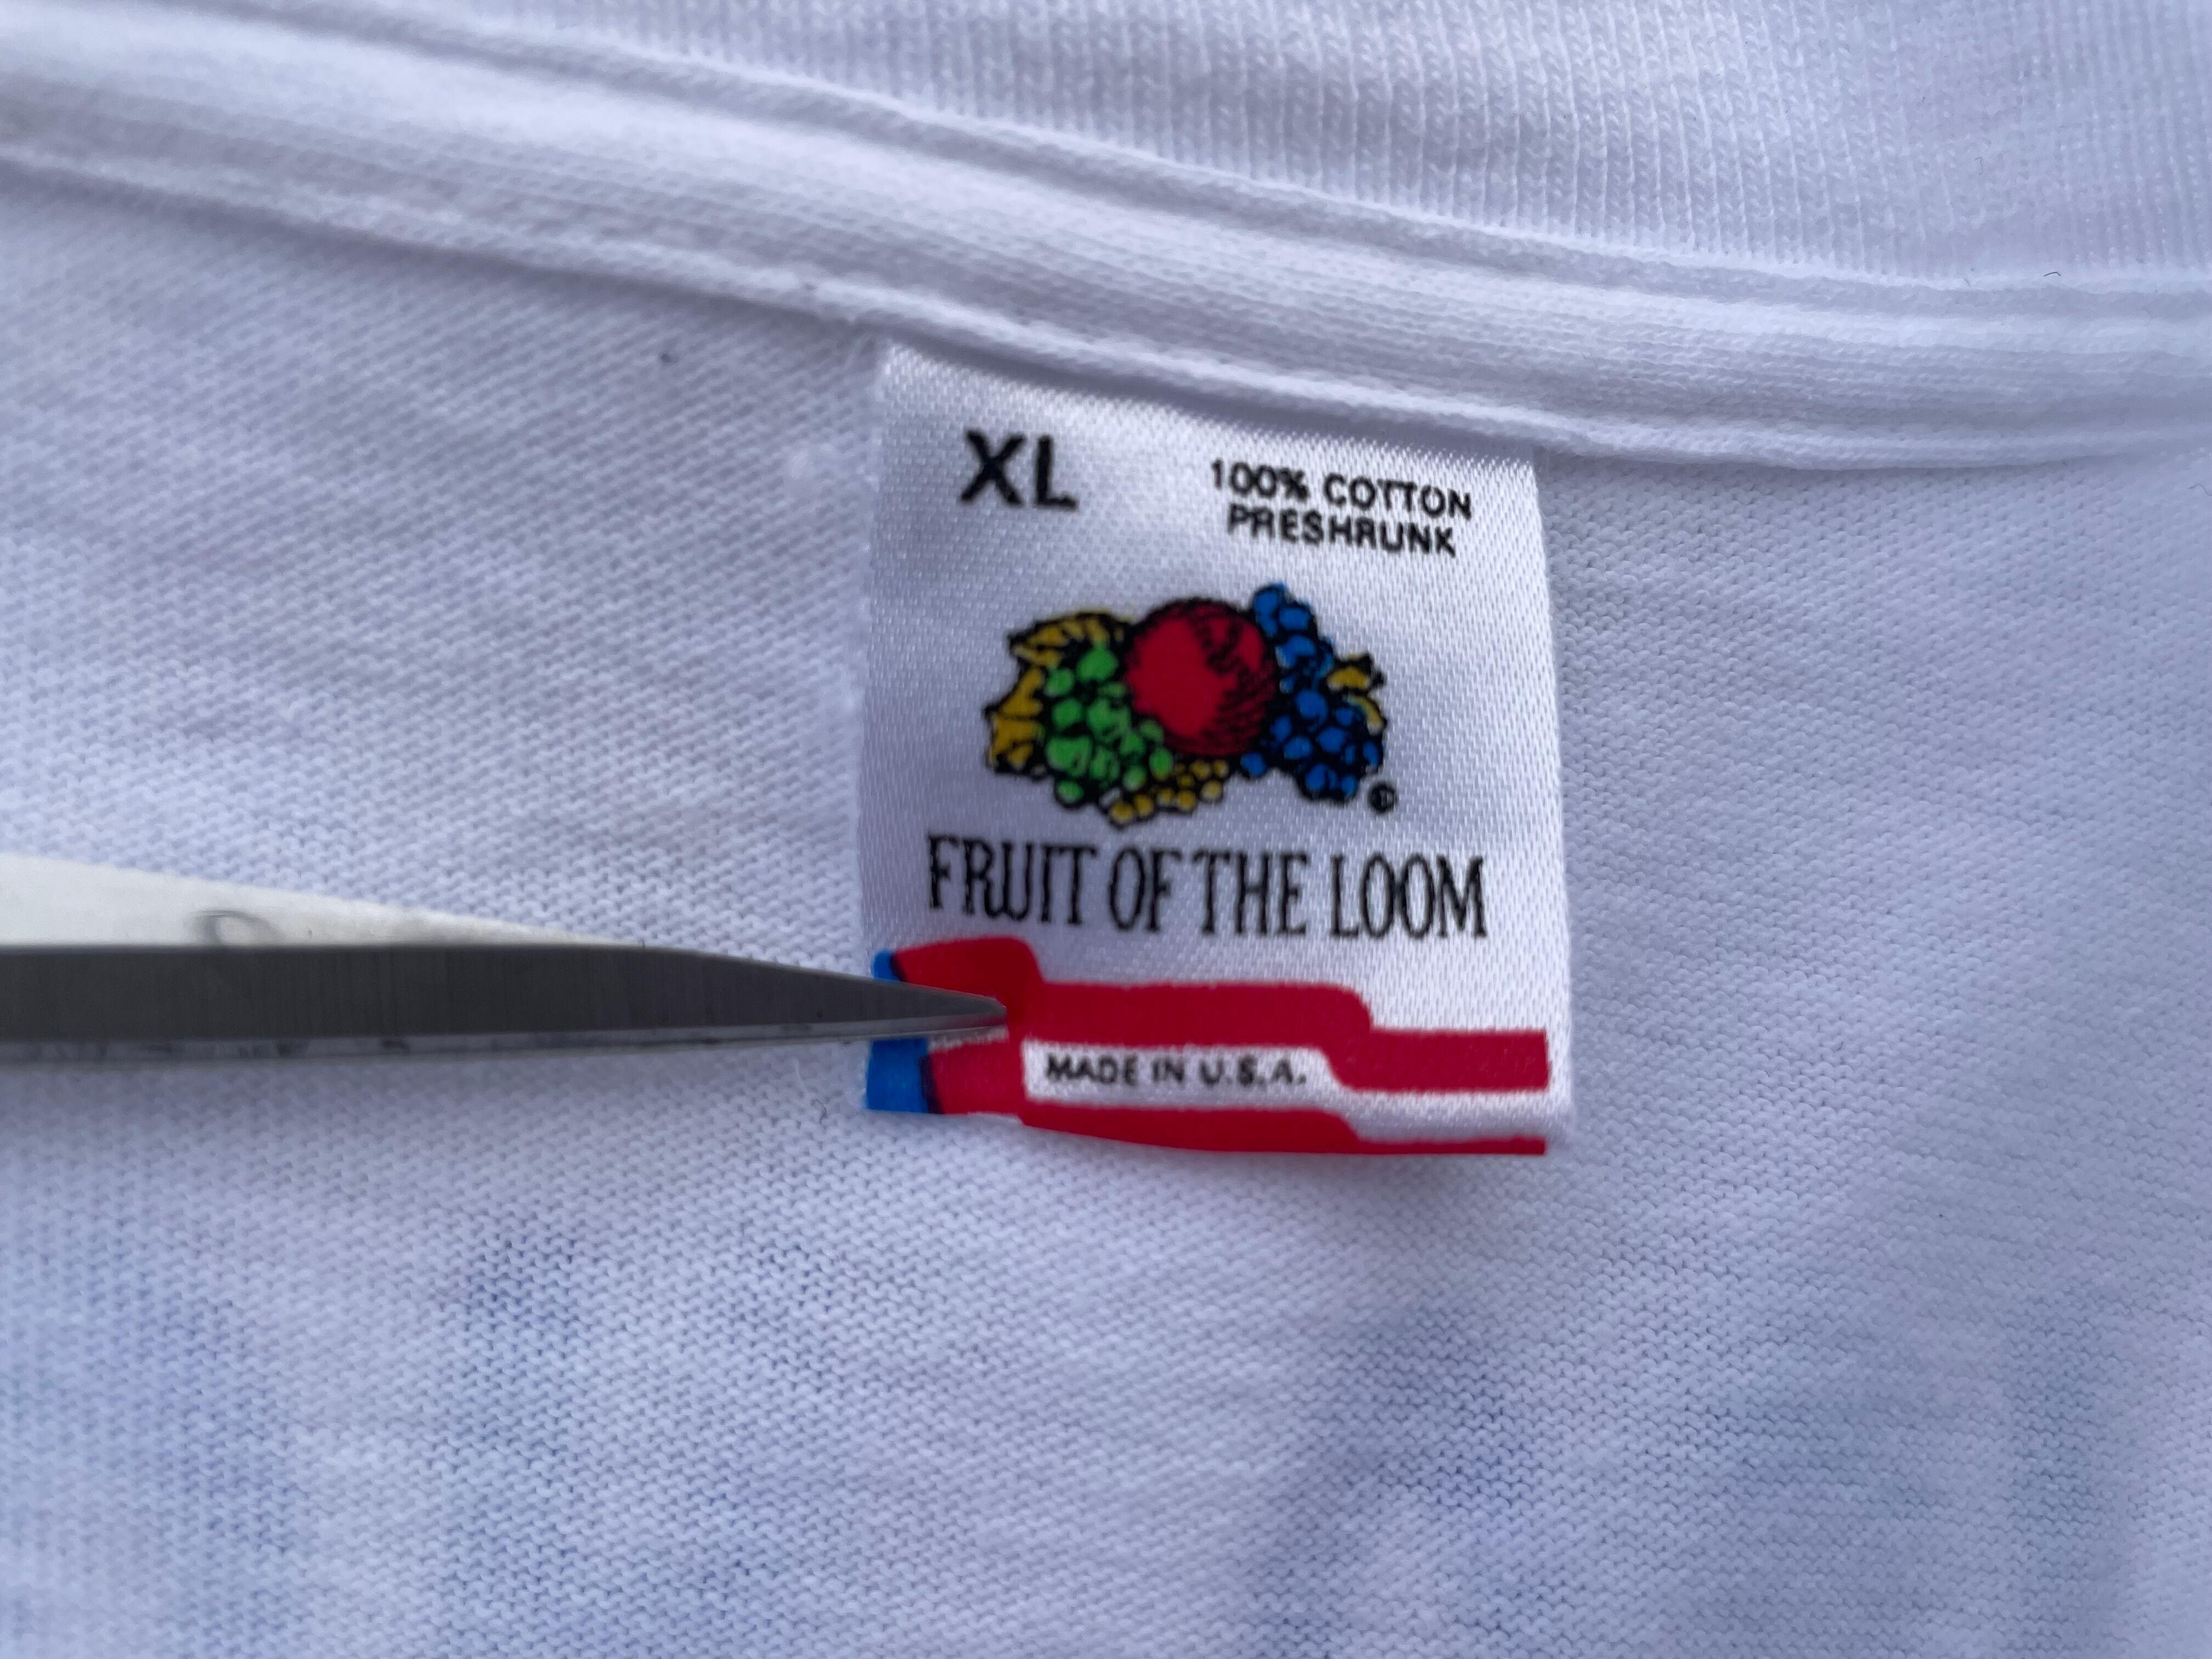 XL
100% COTTON
PRESHRUNK
®
FRUIT OF THE LOOM
MADE IN U.S.A.